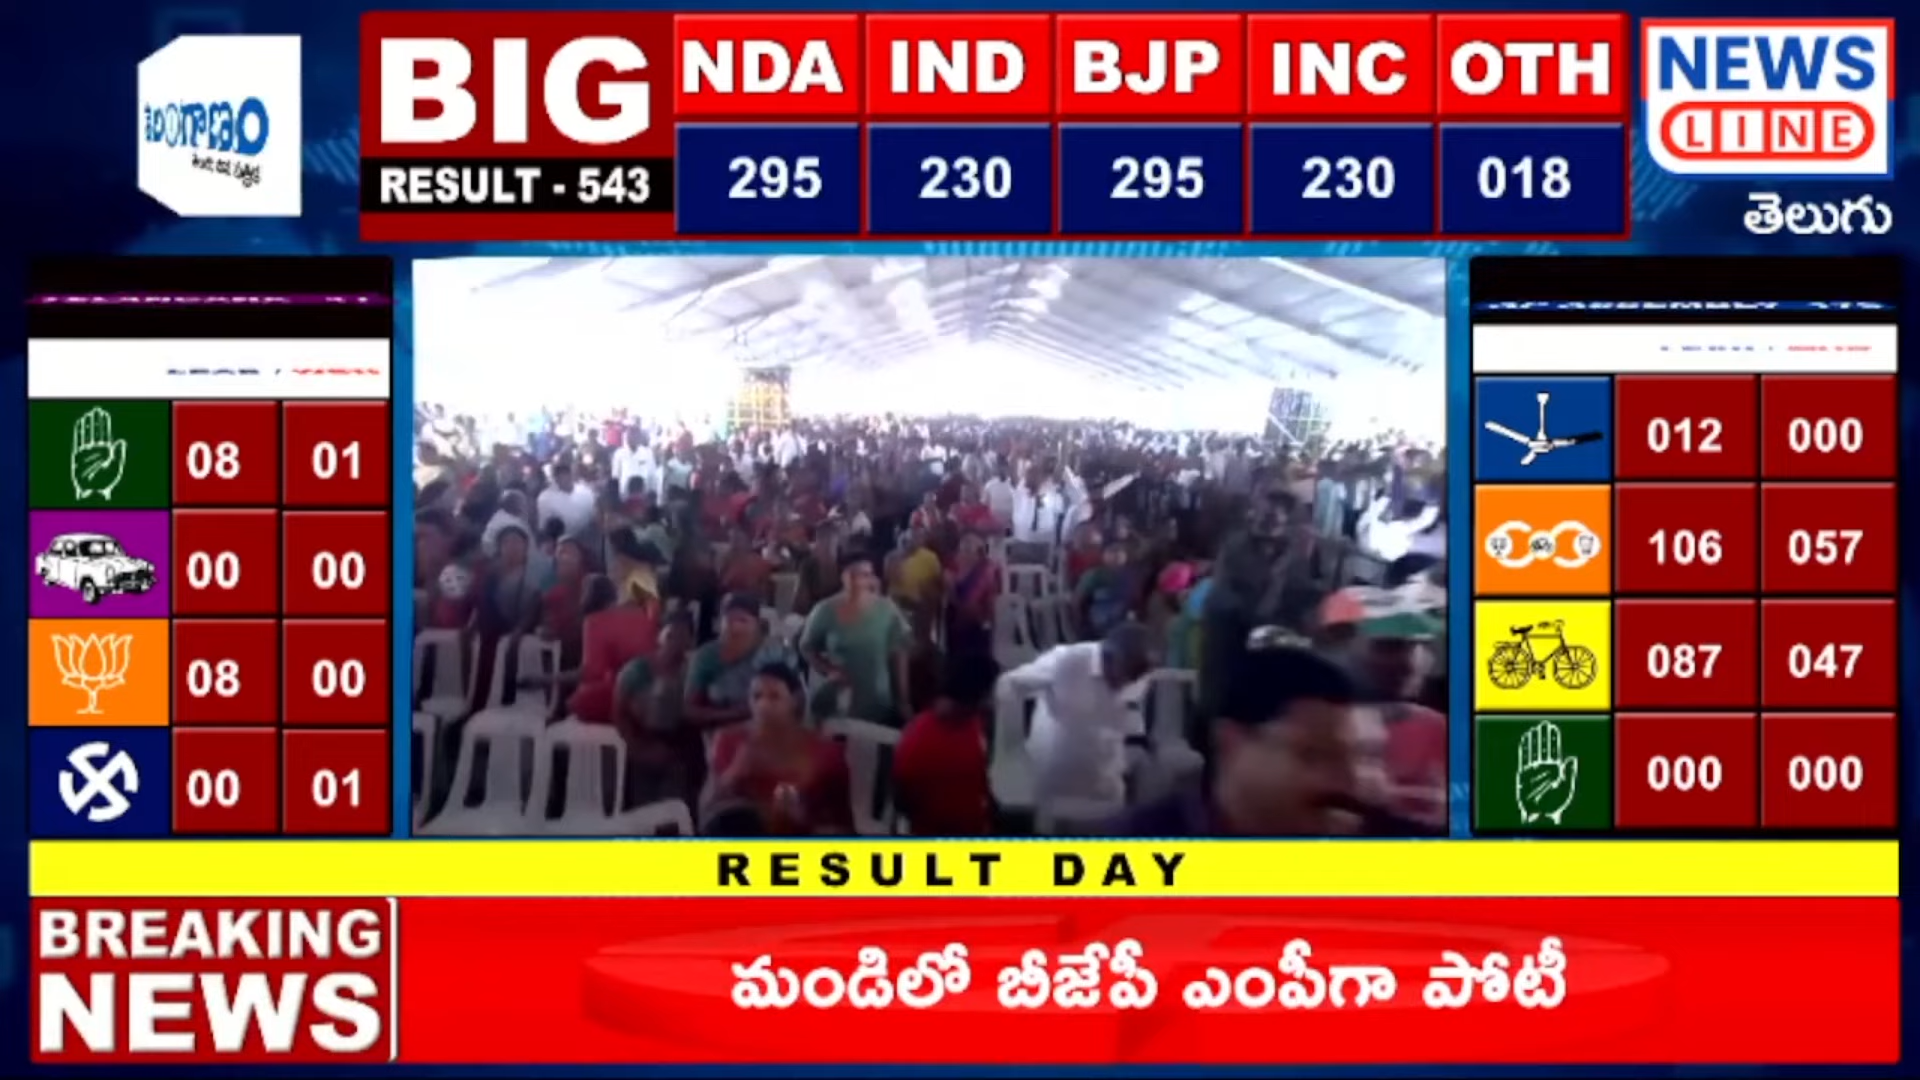 BIG
RESULT - 543
NDA IND BJP INC OTH
295 230 295 230 018
NEWS
LINE
తెలుగు
08 01
00 00
08 00
00 01
012 000
106 057
087 047
000 000
RESULT DAY
BREAKING
NEWS
మండిలో బీజేపీ ఎంపీగా పోటీ